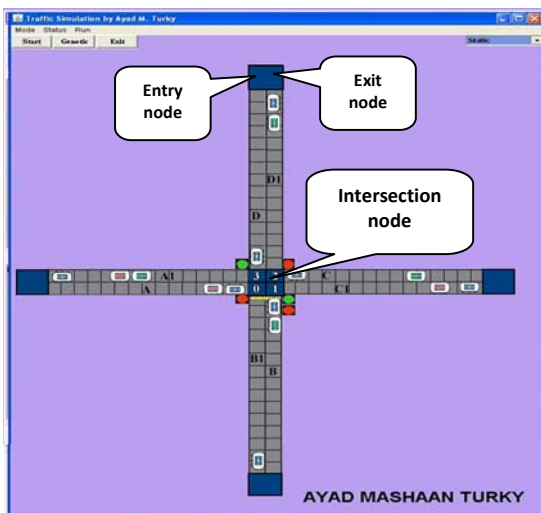 Traffic Simulation by Ayad M. Turky
Mode Status Run
Start Genetic Exit
Static
Entry
node
Exit
node
D1
D
Intersection
node
A1
3 2
C
A
0 1
C1
B1
B
AYAD MASHAAN TURKY